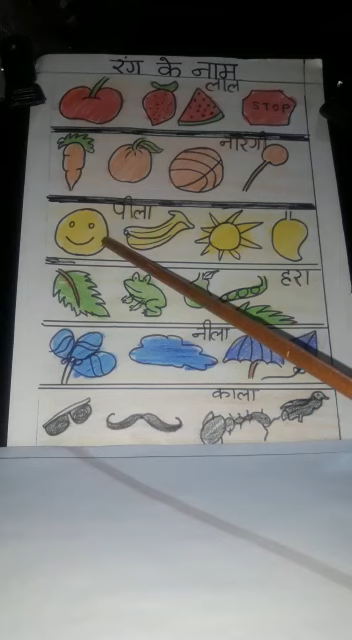 रंग के नाम
लाल
STOP
नारंगी
पीला
हरा
नीला
काला